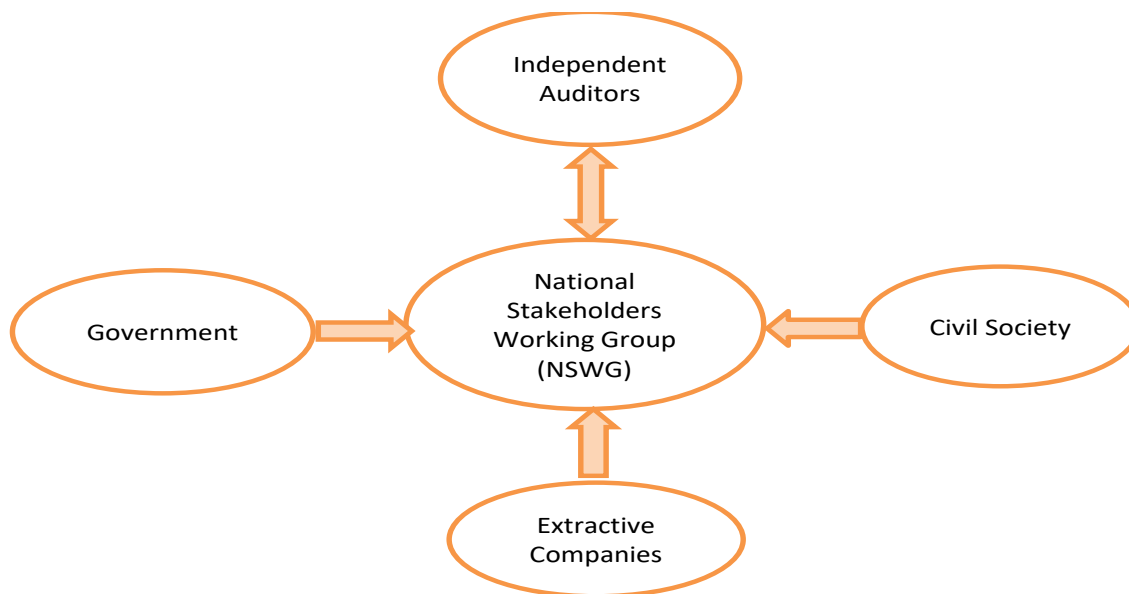 Independent
Auditors
National
Stakeholders
Working Group
(NSWG)
Government
Civil Society
Extractive
Companies